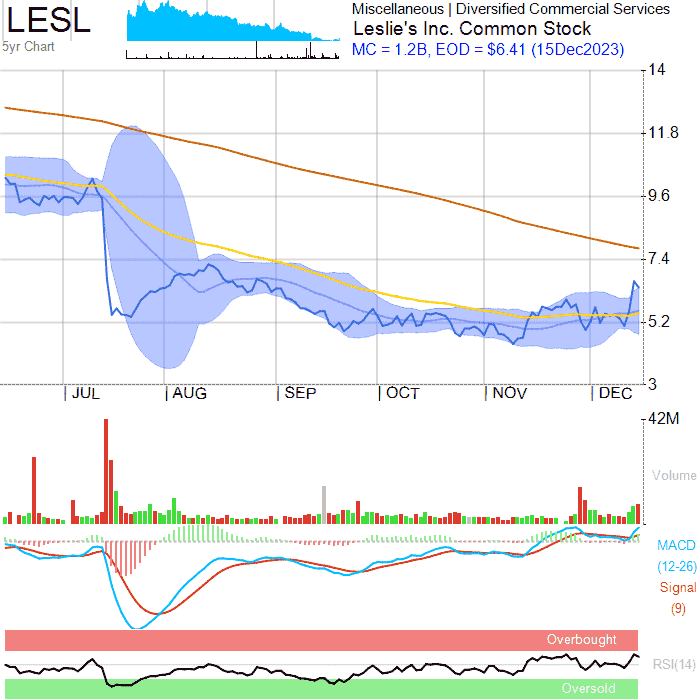 LESL
5yr Chart
Miscellaneous | Diversified Commercial Services
Leslie's Inc. Common Stock
MC = 1.2B, EOD = $6.41 (15Dec2023)
14
11.8
9.6
7.4
5.2
3
JUL AUG SEP OCT NOV DEC
42M
Volume
MACD
(12-26)
Signal
(9)
Overbought
RSI(14)
Oversold